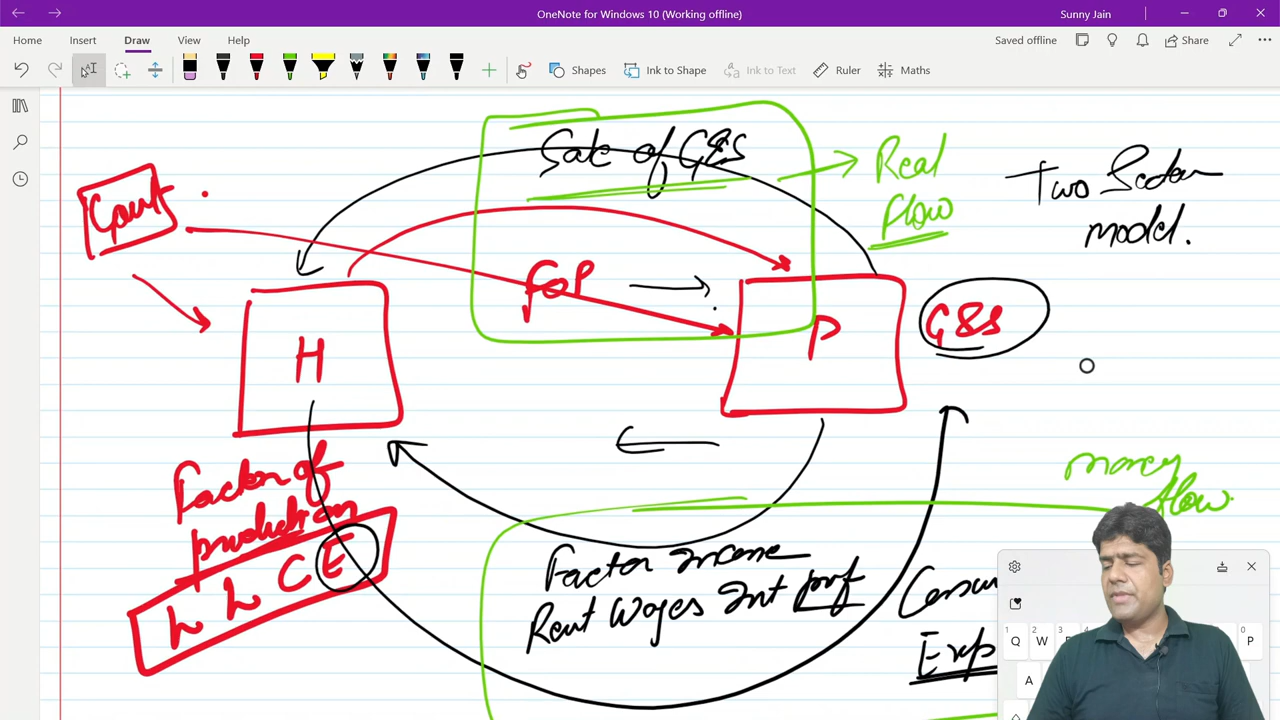 OneNote for Windows 10 (Working offline)
Sunny Jain
Home Insert Draw View Help
Saved offline
Share
Shapes
Ink to Shape
Ink to Text
Ruler
Maths
Sale of G&S
Real
flow
Two Sector
model.
Govt
FOP
H
P
G&S
money
flow
Factor of
production
L L C E
Factor income
Rent Wages Int prof
Consu
Exp
Q W P
A